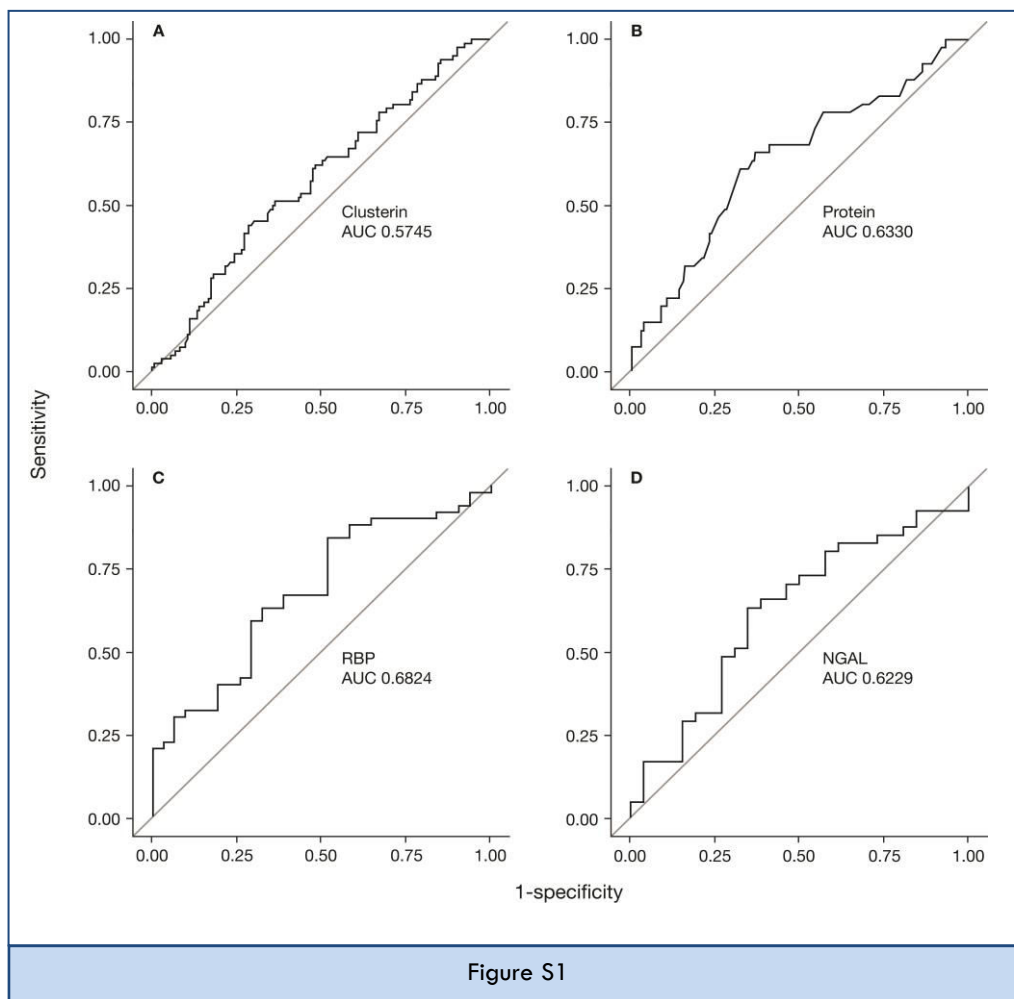 A
1.00
0.75
0.50
0.25
0.00
Clusterin
AUC 0.5745
0.00 0.25 0.50 0.75 1.00
B
1.00
0.75
0.50
0.25
0.00
Protein
AUC 0.6330
0.00 0.25 0.50 0.75 1.00
Sensitivity
C
1.00
0.75
0.50
0.25
0.00
RBP
AUC 0.6824
0.00 0.25 0.50 0.75 1.00
D
1.00
0.75
0.50
0.25
0.00
NGAL
AUC 0.6229
0.00 0.25 0.50 0.75 1.00
1-specificity
Figure S1